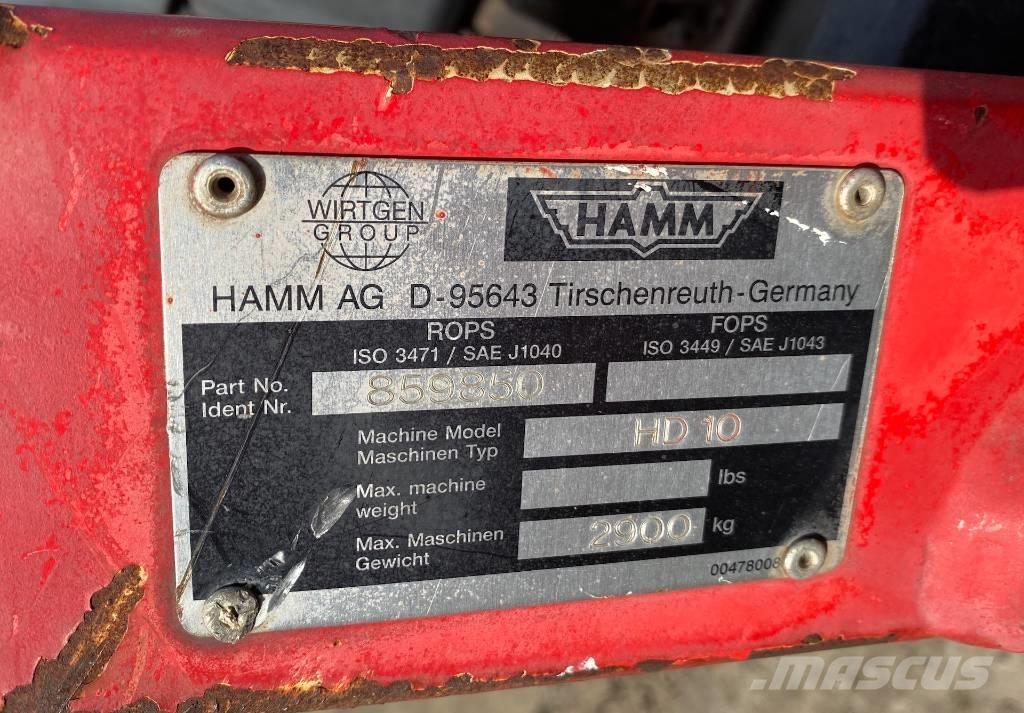 WIRTGEN
GROUP
HAMM
HAMM AG D-95643 Tirschenreuth-Germany
ROPS
ISO 3471 / SAE J1040
FOPS
ISO 3449 / SAE J1043
Part No.
Ident Nr.
859850
Machine Model
Maschinen Typ
HD 10
Max. machine
weight
lbs
Max. Maschinen
Gewicht
2900 kg
00478008
MASCUS